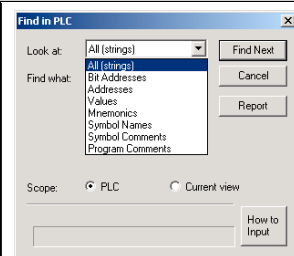 Find in PLC
Look at: All (strings) Find Next
All (strings)
Bit Addresses
Find what: Addresses Cancel
Values
Mnemonics Report
Symbol Names
Symbol Comments
Program Comments
Scope: PLC Current view
How to
Input